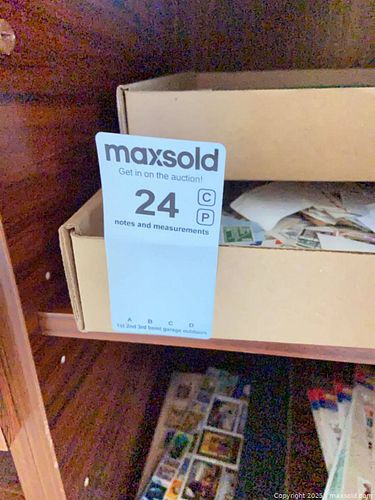 maxsold
Get in on the auction!
24
C
P
notes and measurements
A B C D
1st 2nd 3rd bsmt garage outdoors
Copyright 2025 | maxsold.com